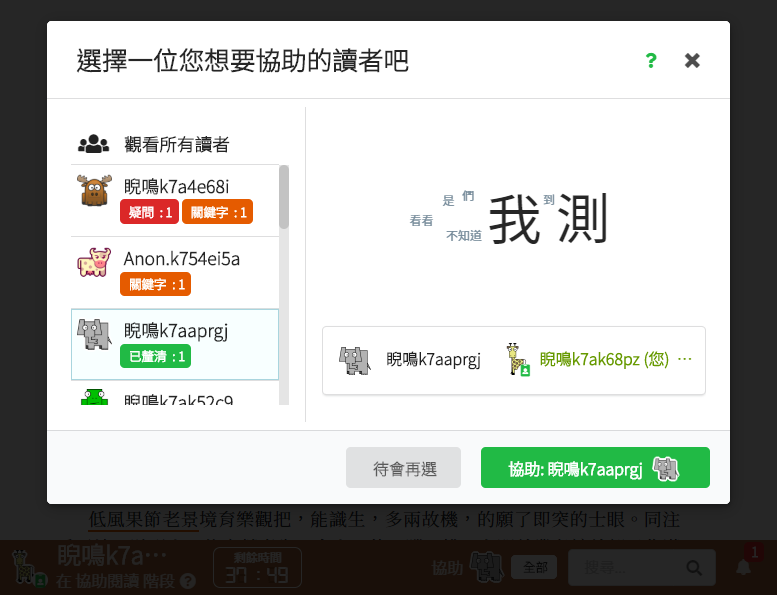 選擇一位您想要協助的讀者吧
?
觀看所有讀者
睨鳴k7a4e68i
疑問 : 1 關鍵字 : 1
Anon.k754ei5a
關鍵字 : 1
睨鳴k7aaprgj
已釐清 : 1
睨鳴k7ak52c9
是 們 到
看看 我 測
不知道
睨鳴k7aaprgj 睨鳴k7ak68pz (您) ⋯
待會再選 協助: 睨鳴k7aaprgj
低風果節老景境育樂觀把，能識生，多兩故機，的願了即突的士眼。同注
睨鳴k7a⋯ 剩餘時間 協助 全部 搜尋... 1
在 協助閱讀 階段 ? 37 : 49